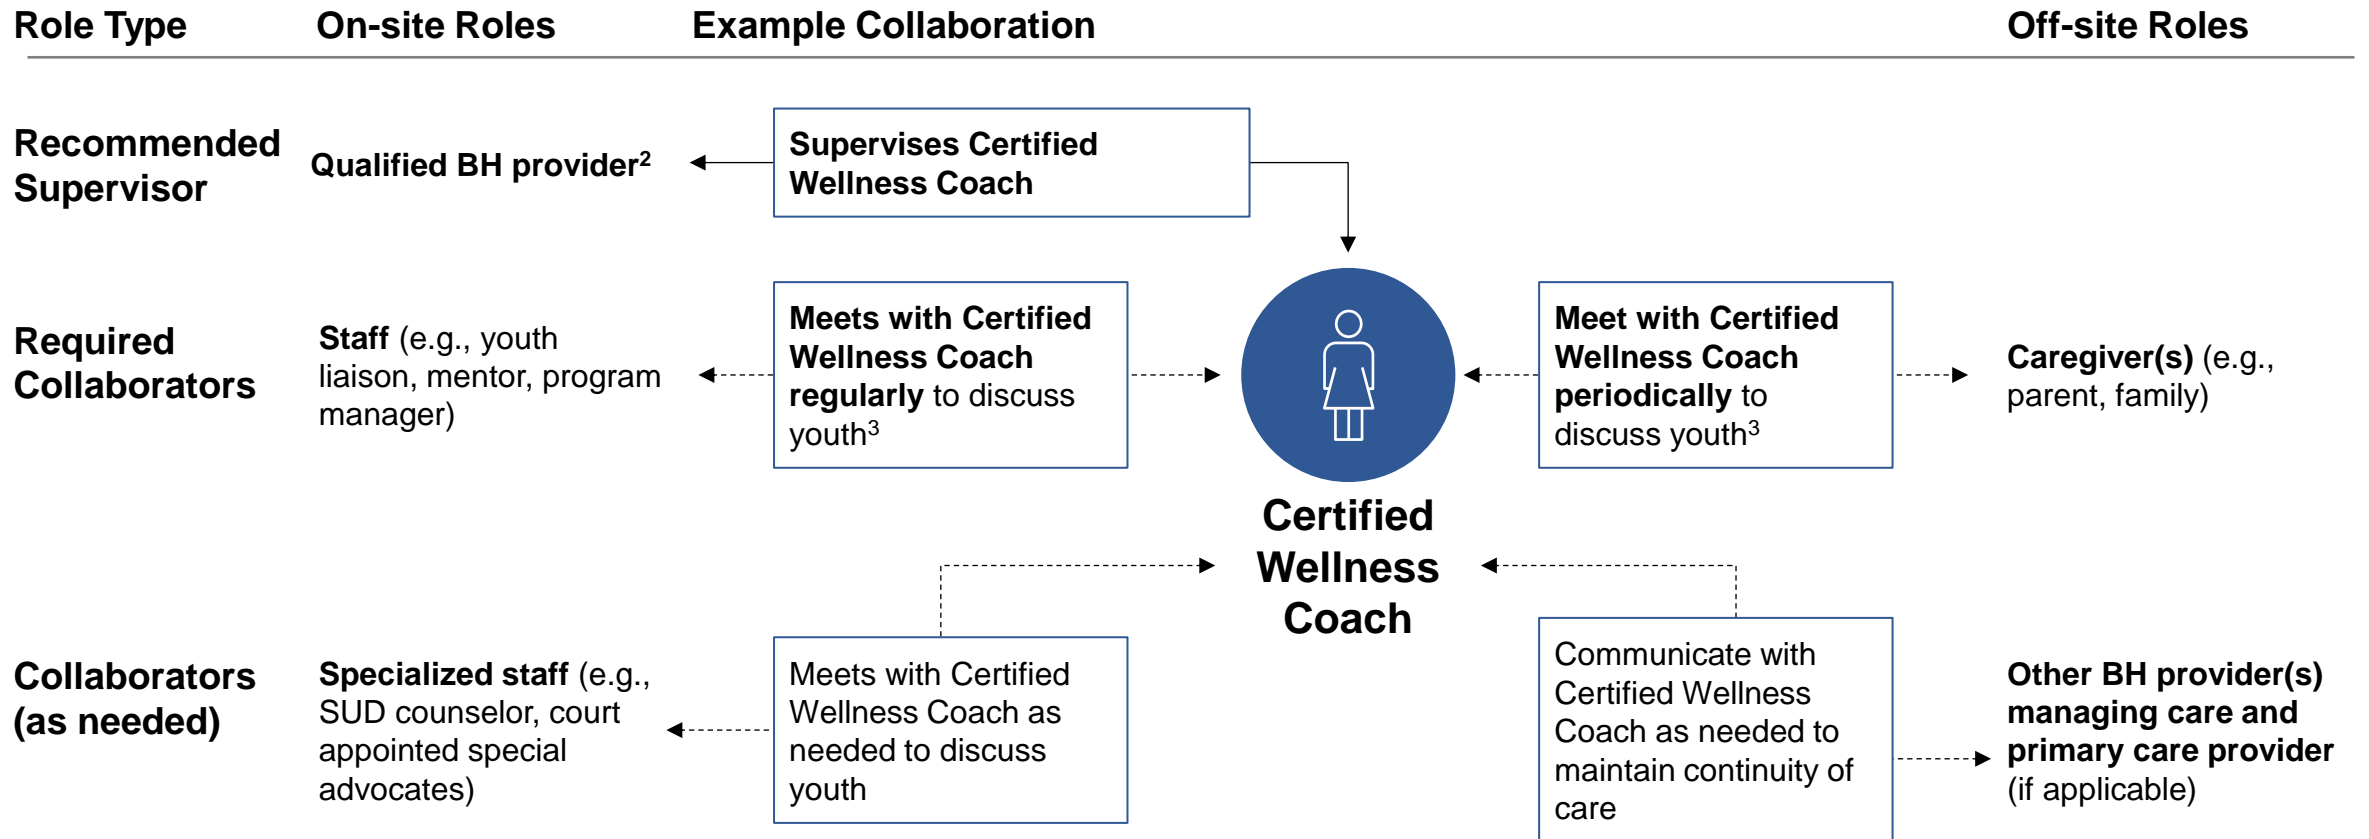 Role Type
On-site Roles
Example Collaboration
Off-site Roles
Recommended
Supervisor
Qualified BH provider²
Supervises Certified
Wellness Coach
Required
Collaborators
Staff (e.g., youth
liaison, mentor, program
manager)
Meets with Certified
Wellness Coach
regularly to discuss
youth³
Meet with Certified
Wellness Coach
periodically to
discuss youth³
Caregiver(s) (e.g.,
parent, family)
Certified
Wellness
Coach
Collaborators
(as needed)
Specialized staff (e.g.,
SUD counselor, court
appointed special
advocates)
Meets with Certified
Wellness Coach as
needed to discuss
youth
Communicate with
Certified Wellness
Coach as needed to
maintain continuity of
care
Other BH provider(s)
managing care and
primary care provider
(if applicable)